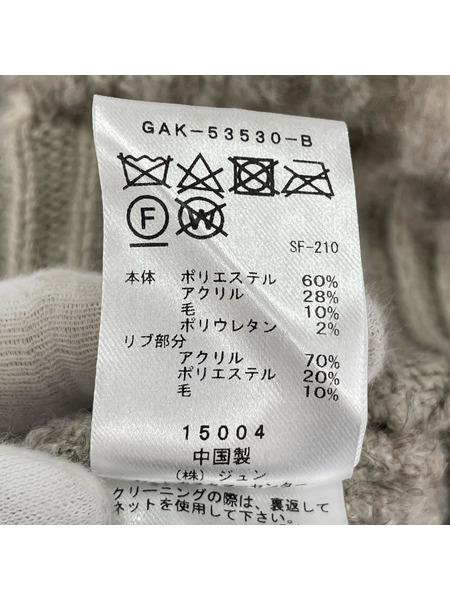 GAK-53530-B
F
W
SF-210
本体 ポリエステル 60%
アクリル 28%
毛 10%
ポリウレタン 2%
リブ部分
アクリル 70%
ポリエステル 20%
毛 10%
15004
中国製
(株) ジュン
クリーニングの際は、裏返して
ネットを使用して下さい。